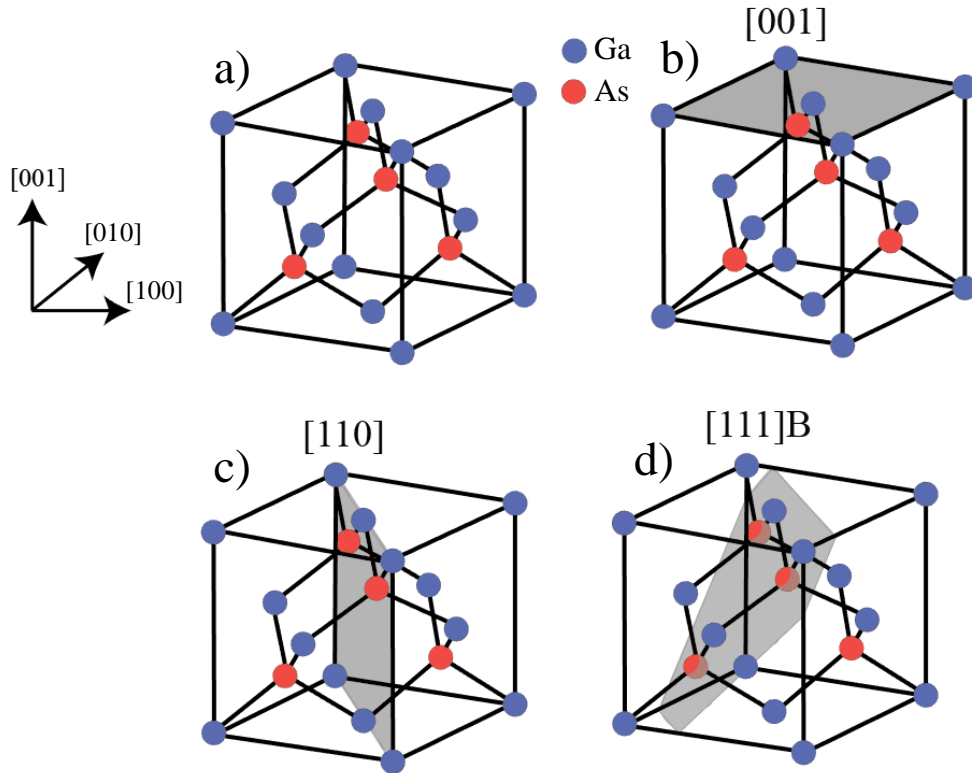 [001]
a)
Ga
As
b)
[001]
[010]
[100]
[110]
c)
[111]B
d)